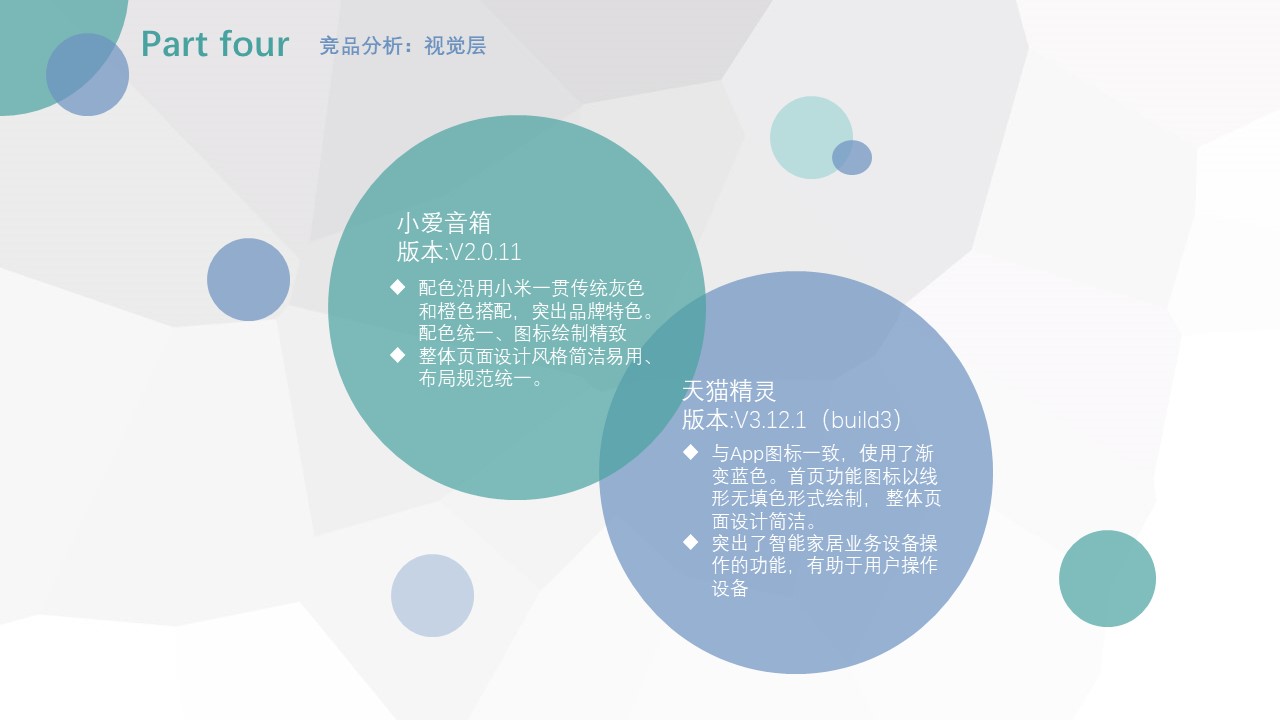 Part four 竞品分析：视觉层
小爱音箱
版本:V2.0.11
◆ 配色沿用小米一贯传统灰色
和橙色搭配，突出品牌特色。
配色统一、图标绘制精致
◆ 整体页面设计风格简洁易用、
布局规范统一。
天猫精灵
版本:V3.12.1（build3）
◆ 与App图标一致，使用了渐
变蓝色。首页功能图标以线
形无填色形式绘制， 整体页
面设计简洁。
◆ 突出了智能家居业务设备操
作的功能，有助于用户操作
设备